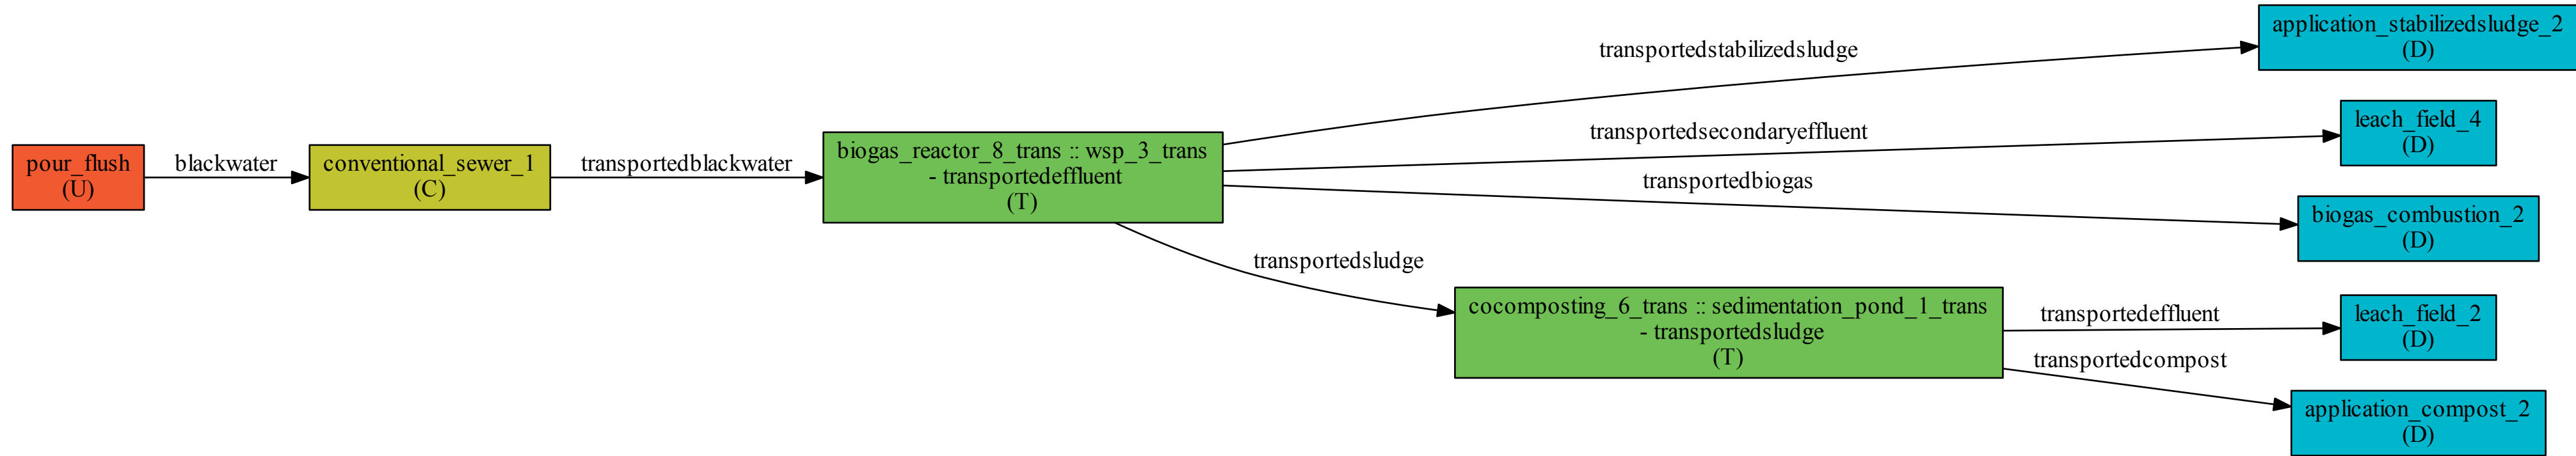 pour_flush
(U)
blackwater
conventional_sewer_1
(C)
transportedblackwater
biogas_reactor_8_trans :: wsp_3_trans
- transportedeffluent
(T)
transportedstabilizedsludge
transportedsecondaryeffluent
transportedbiogas
transportedsludge
cocomposting_6_trans :: sedimentation_pond_1_trans
- transportedsludge
(T)
transportedeffluent
transportedcompost
application_stabilizedsludge_2
(D)
leach_field_4
(D)
biogas_combustion_2
(D)
leach_field_2
(D)
application_compost_2
(D)